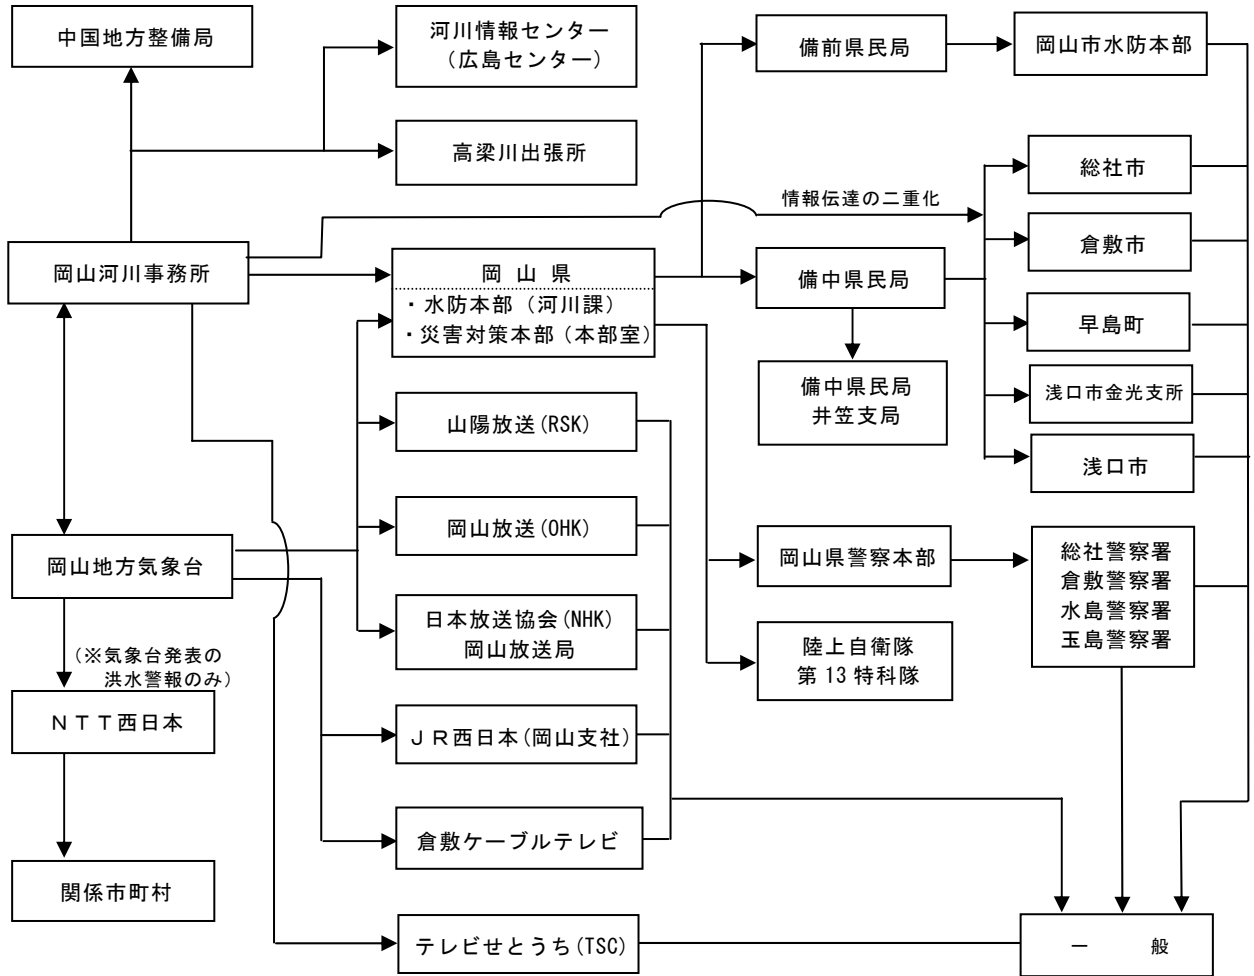 中国地方整備局
河川情報センター
（広島センター）
備前県民局
岡山市水防本部
高梁川出張所
総社市
情報伝達の二重化
倉敷市
岡山河川事務所
岡 山 県
・水防本部（河川課）
・災害対策本部（本部室）
備中県民局
早島町
備中県民局
井笠支局
浅口市金光支所
浅口市
山陽放送(RSK)
岡山放送(OHK)
岡山地方気象台
岡山県警察本部
総社警察署
倉敷警察署
水島警察署
玉島警察署
日本放送協会(NHK)
岡山放送局
陸上自衛隊
第13特科隊
（※気象台発表の
洪水警報のみ）
ＮＴＴ西日本
ＪＲ西日本(岡山支社)
倉敷ケーブルテレビ
関係市町村
テレビせとうち(TSC)
一 般